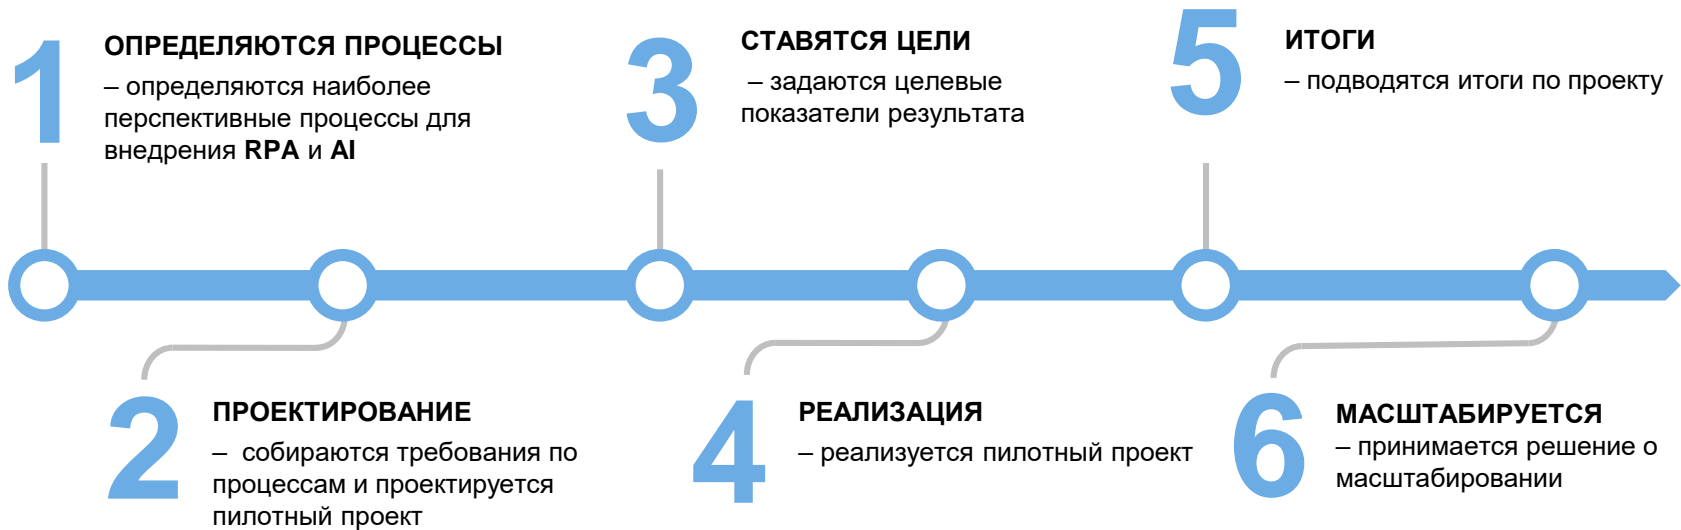 1
ОПРЕДЕЛЯЮТСЯ ПРОЦЕССЫ
– определяются наиболее
перспективные процессы для
внедрения RPA и AI
2
ПРОЕКТИРОВАНИЕ
– собираются требования по
процессам и проектируется
пилотный проект
3
СТАВЯТСЯ ЦЕЛИ
– задаются целевые
показатели результата
4
РЕАЛИЗАЦИЯ
– реализуется пилотный проект
5
ИТОГИ
– подводятся итоги по проекту
6
МАСШТАБИРУЕТСЯ
– принимается решение о
масштабировании